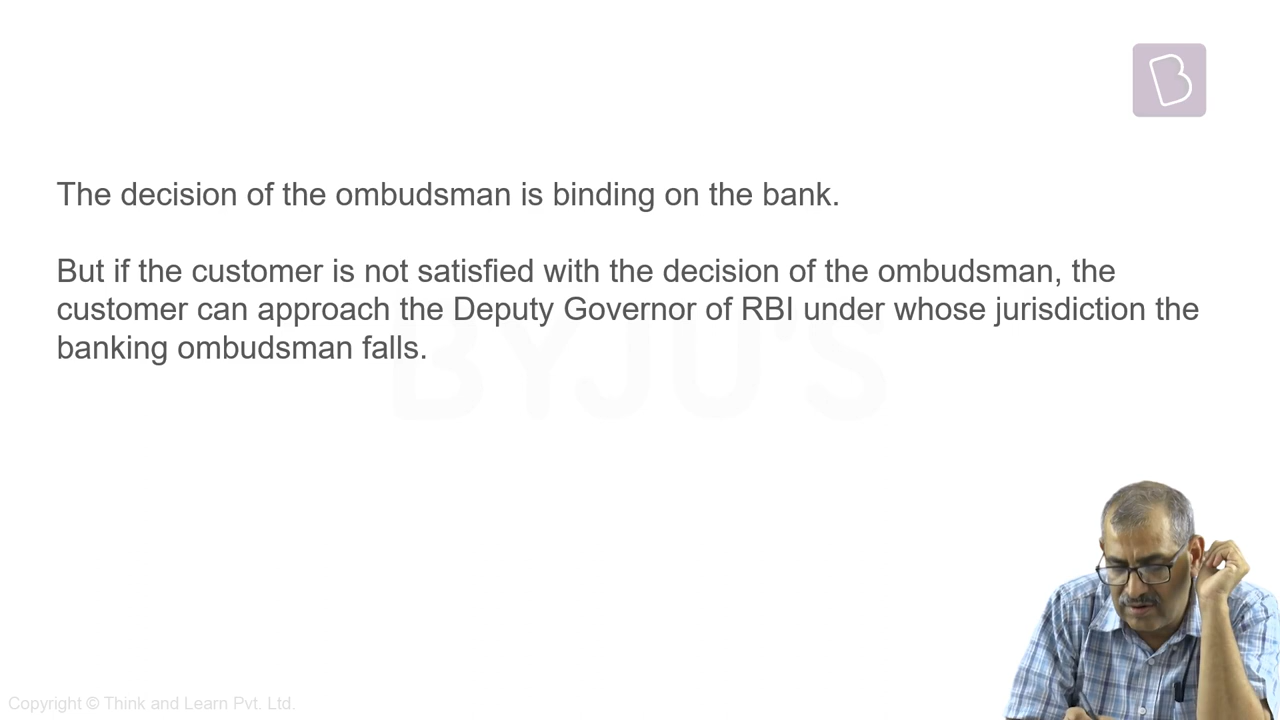 B
The decision of the ombudsman is binding on the bank.
But if the customer is not satisfied with the decision of the ombudsman, the
customer can approach the Deputy Governor of RBI under whose jurisdiction the
banking ombudsman falls.
BYJU'S
Copyright © Think and Learn Pvt. Ltd.